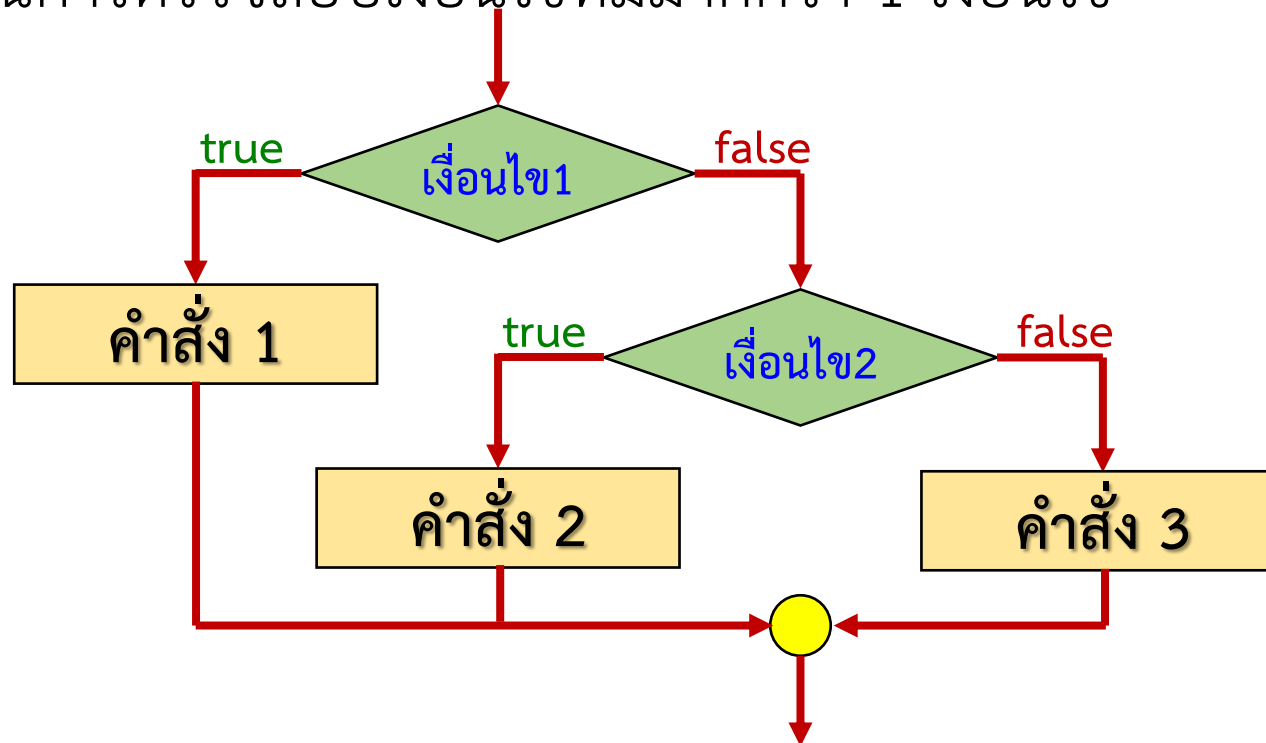 true
false
เงื่อนไข1
คำสั่ง 1
true
false
เงื่อนไข2
คำสั่ง 2
คำสั่ง 3